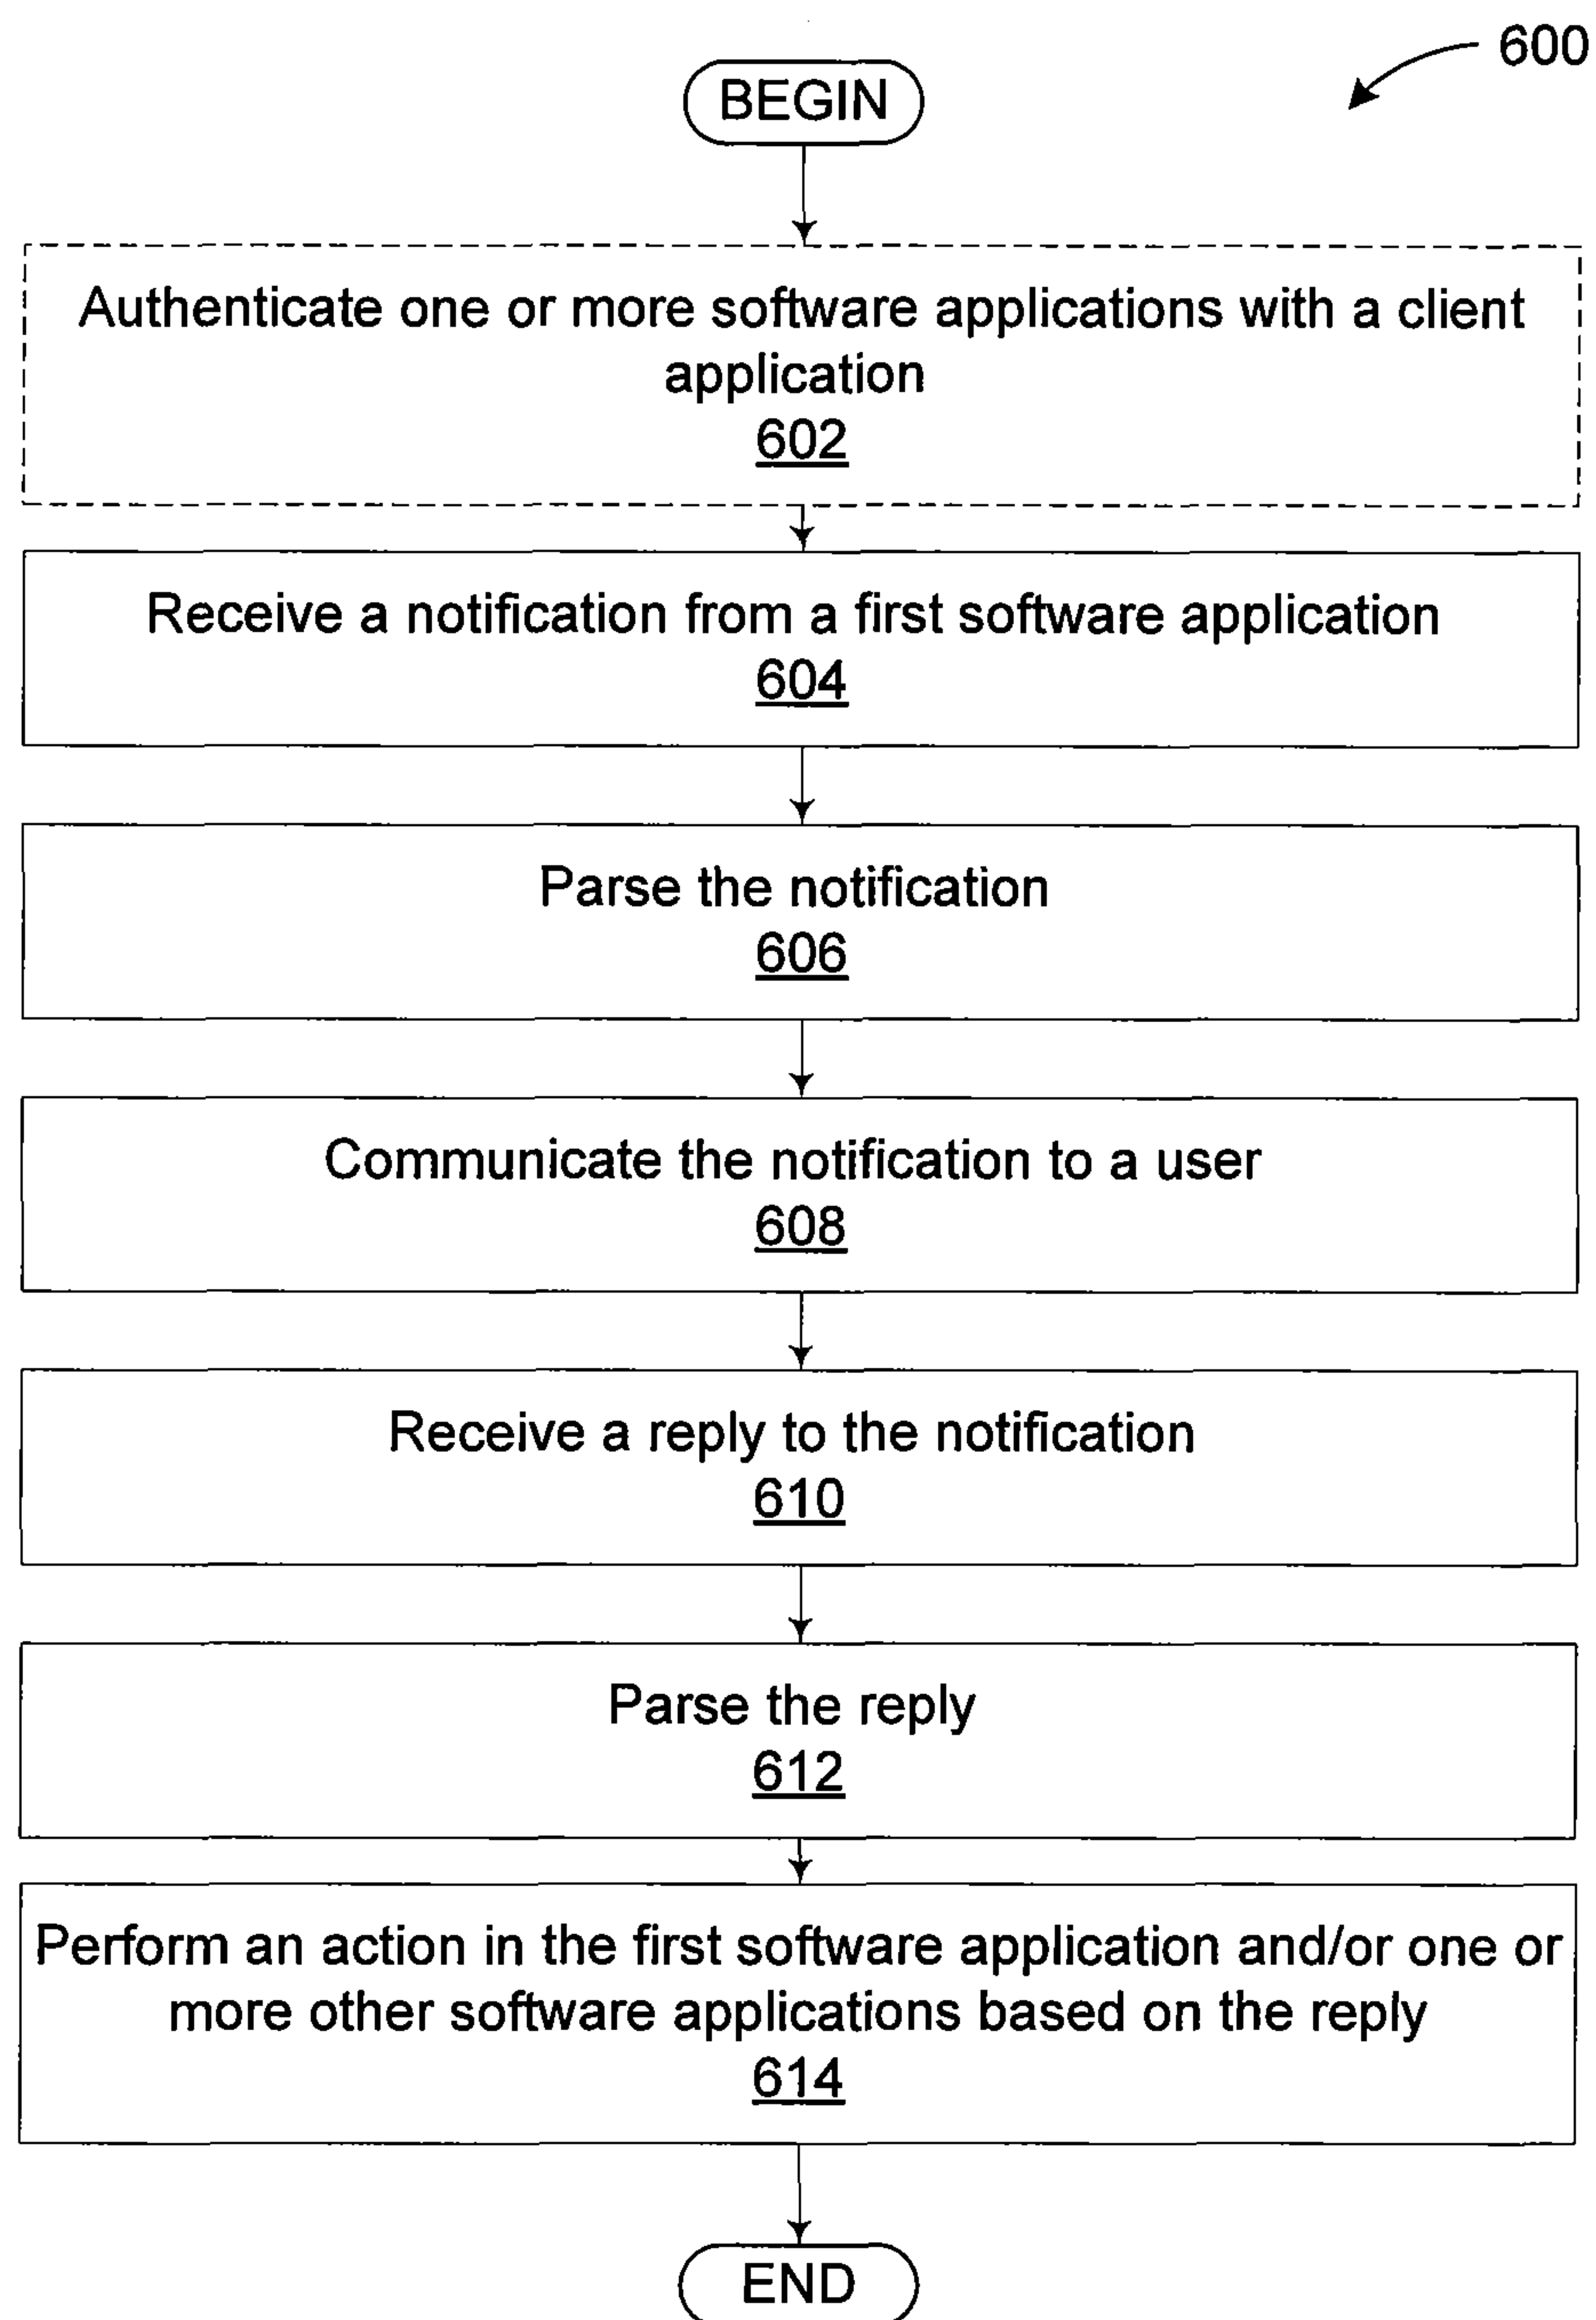 600
BEGIN
Authenticate one or more software applications with a client
application
602
Receive a notification from a first software application
604
Parse the notification
606
Communicate the notification to a user
608
Receive a reply to the notification
610
Parse the reply
612
Perform an action in the first software application and/or one or
more other software applications based on the reply
614
END